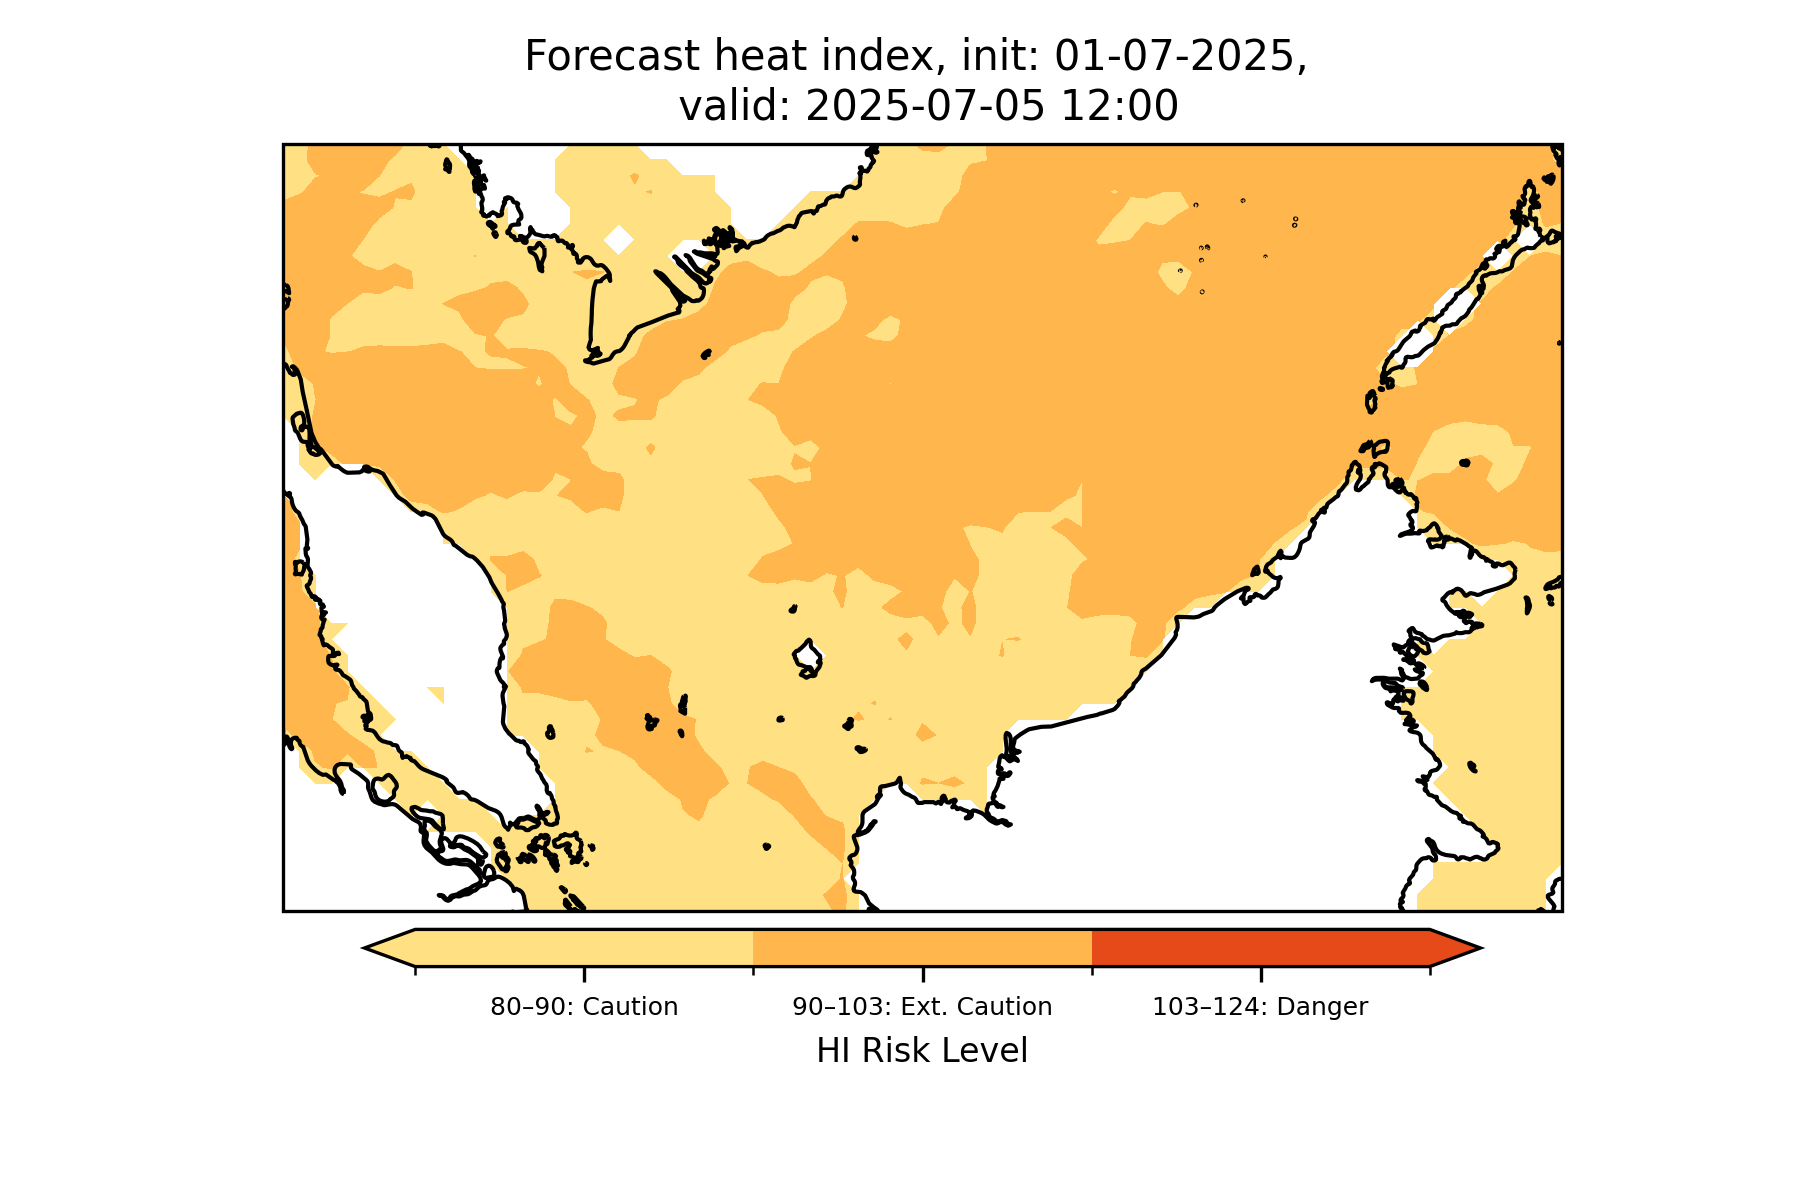 Forecast heat index, init: 01-07-2025,
valid: 2025-07-05 12:00
80–90: Caution
90–103: Ext. Caution
103–124: Danger
HI Risk Level